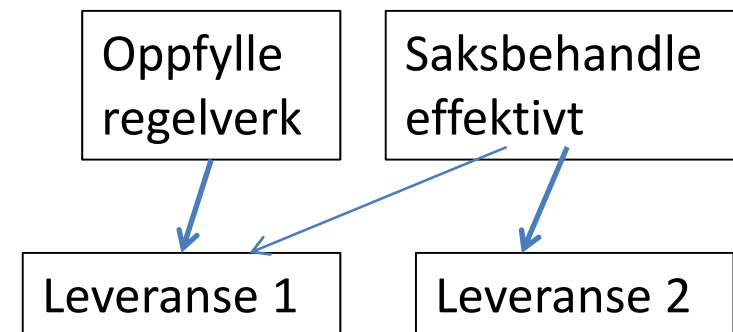 Oppfylle
regelverk
Saksbehandle
effektivt
Leveranse 1
Leveranse 2